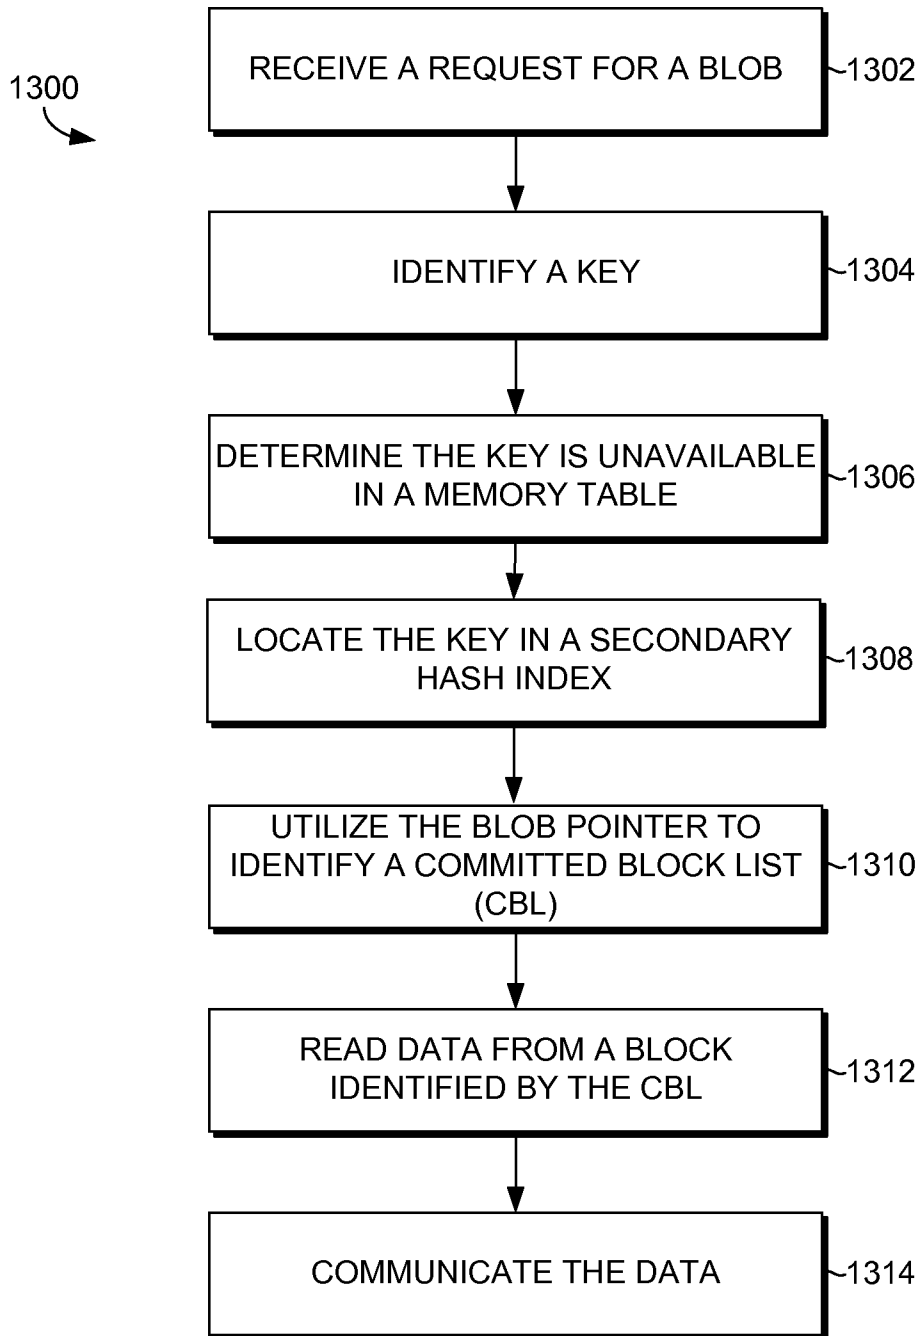 1300
RECEIVE A REQUEST FOR A BLOB
1302
IDENTIFY A KEY
1304
DETERMINE THE KEY IS UNAVAILABLE
IN A MEMORY TABLE
1306
LOCATE THE KEY IN A SECONDARY
HASH INDEX
1308
UTILIZE THE BLOB POINTER TO
IDENTIFY A COMMITTED BLOCK LIST
(CBL)
1310
READ DATA FROM A BLOCK
IDENTIFIED BY THE CBL
1312
COMMUNICATE THE DATA
1314